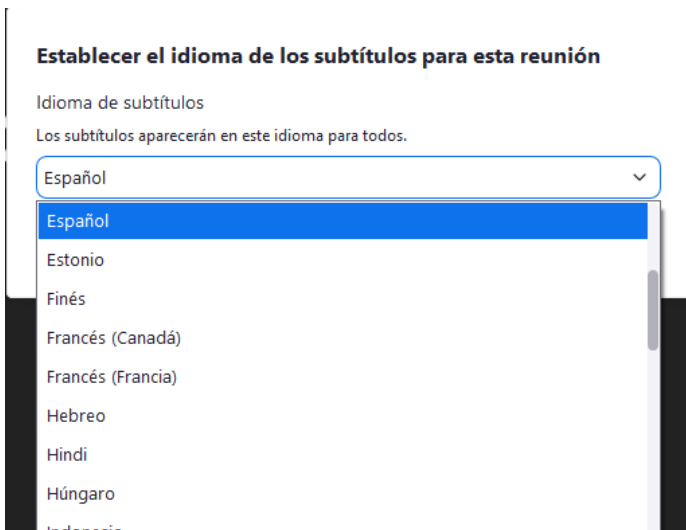 Establecer el idioma de los subtítulos para esta reunión
Idioma de subtítulos
Los subtítulos aparecerán en este idioma para todos.
Español
Español
Estonio
Finés
Francés (Canadá)
Francés (Francia)
Hebreo
Hindi
Húngaro